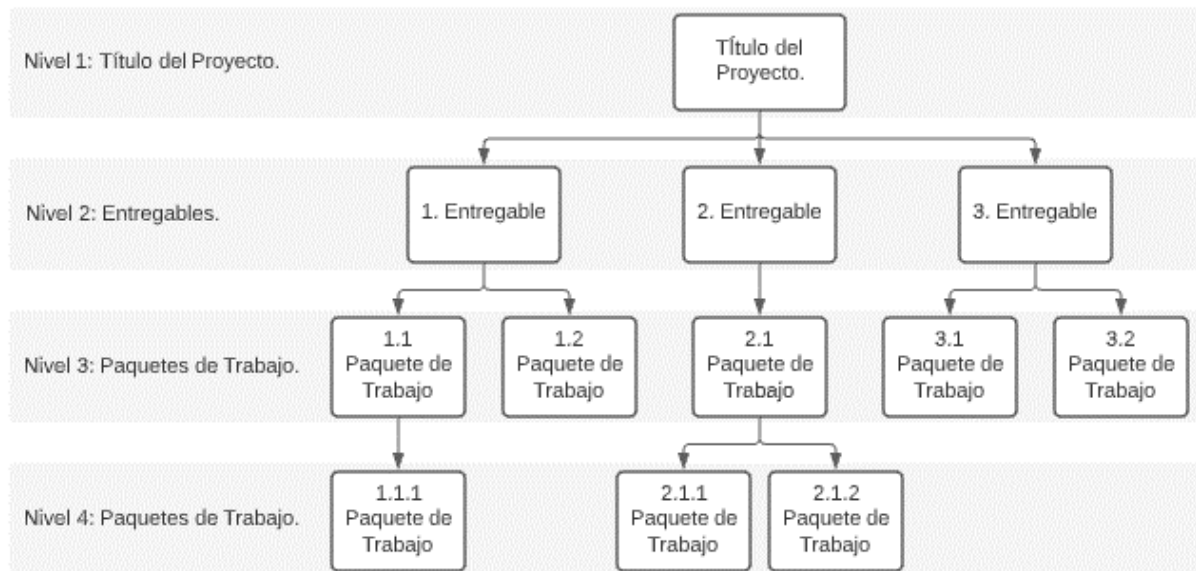 Nivel 1: Título del Proyecto.
TÍtulo del
Proyecto.
Nivel 2: Entregables.
1. Entregable
2. Entregable
3. Entregable
Nivel 3: Paquetes de Trabajo.
1.1
Paquete de
Trabajo
1.2
Paquete de
Trabajo
2.1
Paquete de
Trabajo
3.1
Paquete de
Trabajo
3.2
Paquete de
Trabajo
Nivel 4: Paquetes de Trabajo.
1.1.1
Paquete de
Trabajo
2.1.1
Paquete de
Trabajo
2.1.2
Paquete de
Trabajo